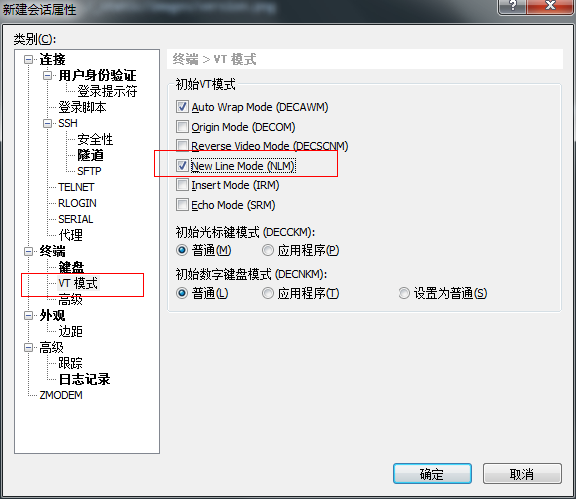 新建会话属性
类别(C):
连接
用户身份验证
登录提示符
登录脚本
SSH
安全性
隧道
SFTP
TELNET
RLOGIN
SERIAL
代理
终端
键盘
VT 模式
高级
外观
边距
高级
跟踪
日志记录
ZMODEM
终端 > VT 模式
初始VT模式
Auto Wrap Mode (DECAWM)
Origin Mode (DECOM)
Reverse Video Mode (DECSCNM)
New Line Mode (NLM)
Insert Mode (IRM)
Echo Mode (SRM)
初始光标键模式 (DECCKM):
普通(M) 应用程序(P)
初始数字键盘模式 (DECNKM):
普通(L) 应用程序(T) 设置为普通(S)
确定 取消